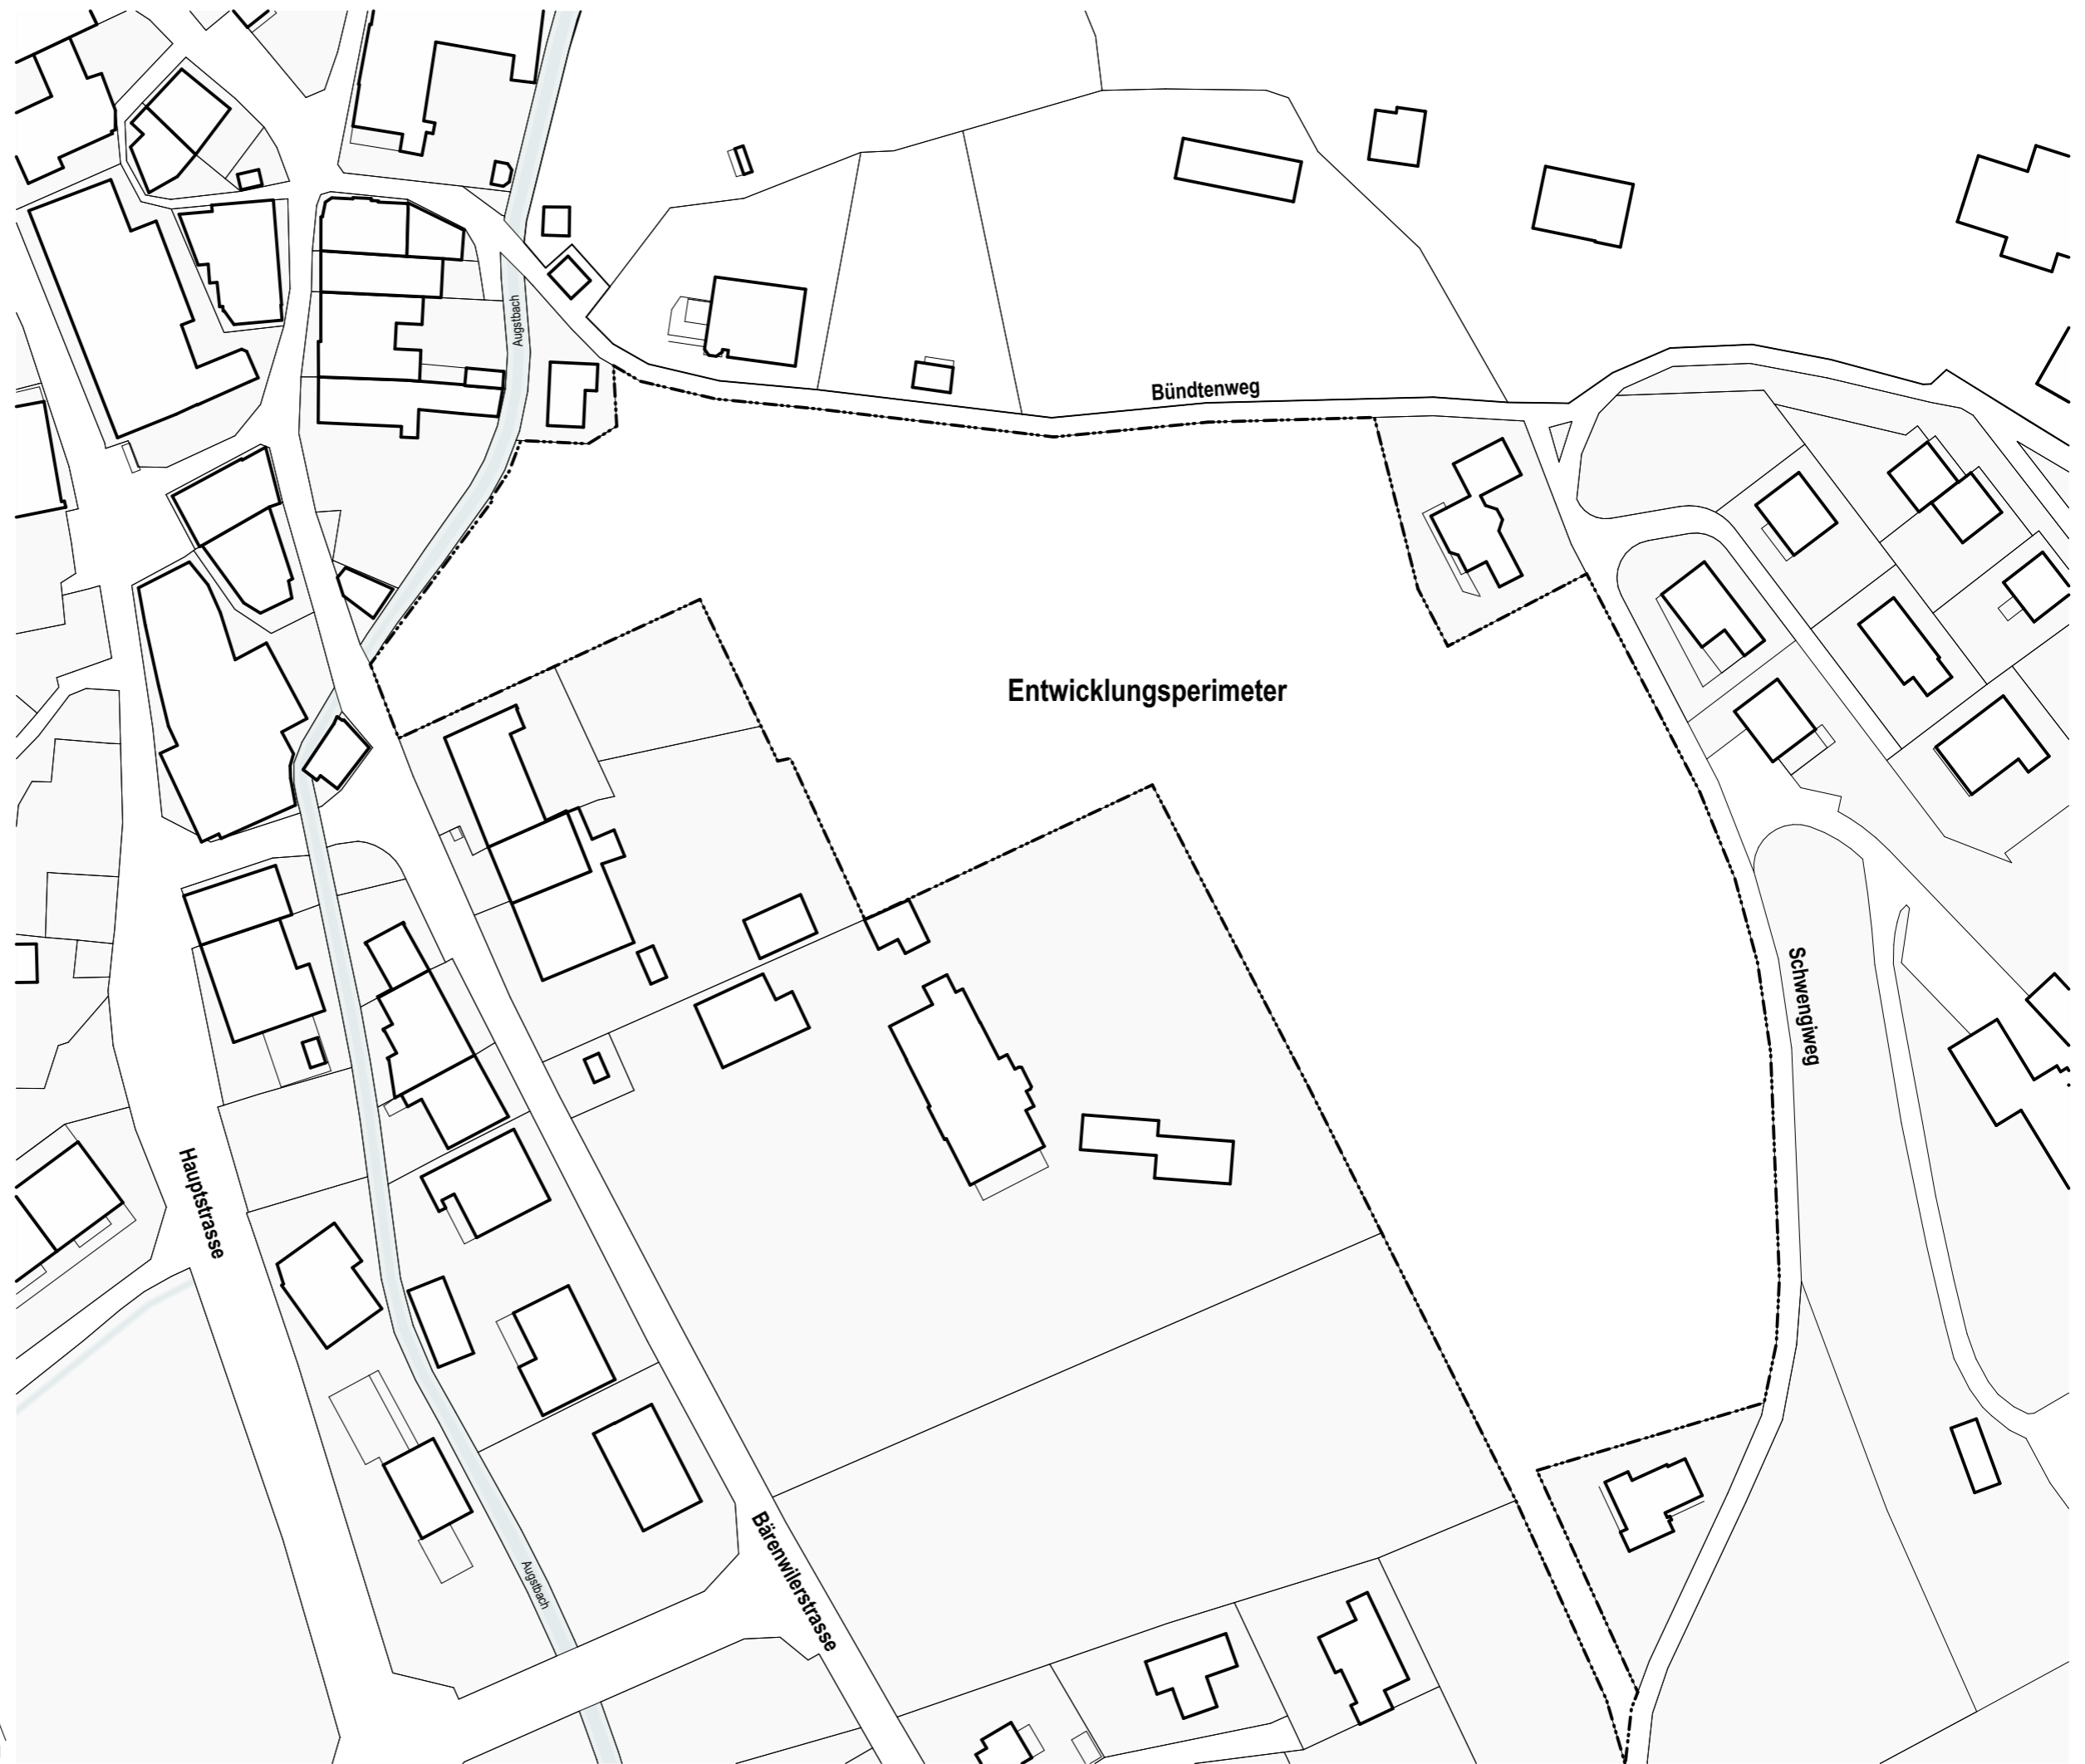 Augstbach
Bündtenweg
Entwicklungsperimeter
Schwengiweg
Hauptstrasse
Bärenwilerstrasse
Augstbach